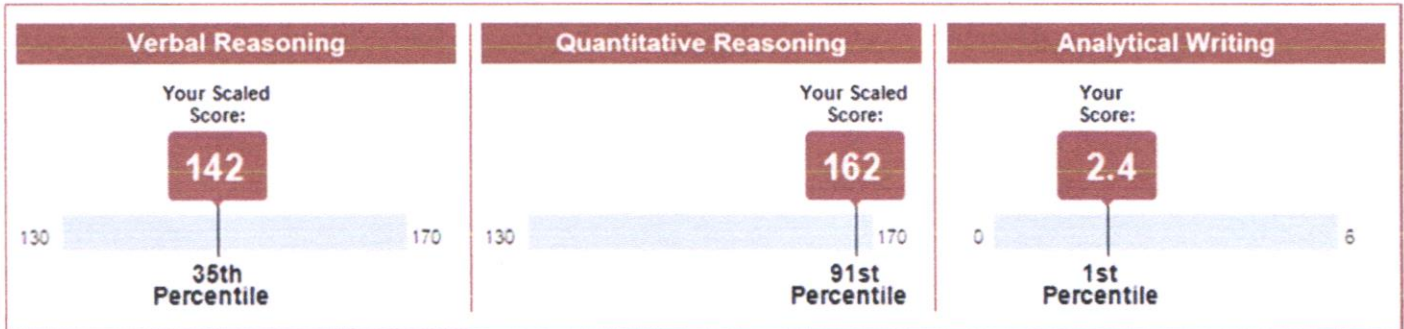 Verbal Reasoning
Your Scaled
Score:
142
130
170
35th
Percentile
Quantitative Reasoning
Your Scaled
Score:
162
130
170
91st
Percentile
Analytical Writing
Your
Score:
2.4
0
6
1st
Percentile